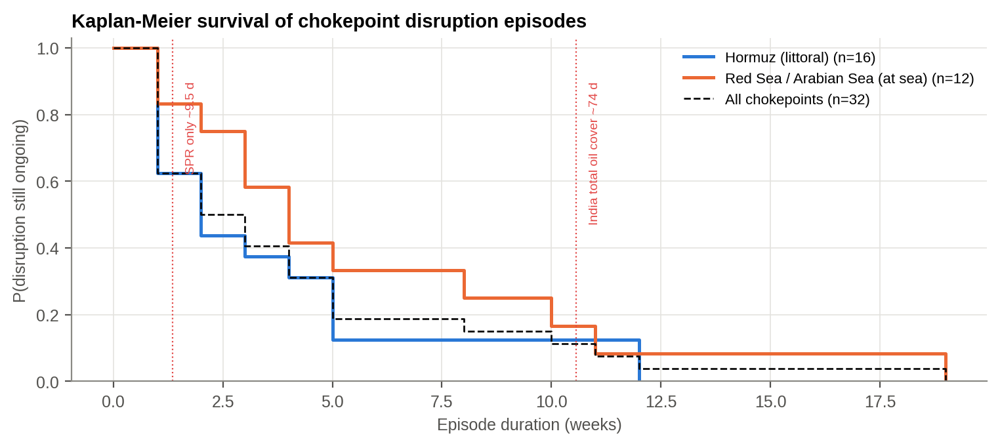 Kaplan-Meier survival of chokepoint disruption episodes
P(disruption still ongoing)
1.0
0.8
0.6
0.4
0.2
0.0
SPR only ~9.5 d
India total oil cover ~74 d
Hormuz (littoral) (n=16)
Red Sea / Arabian Sea (at sea) (n=12)
All chokepoints (n=32)
0.0 2.5 5.0 7.5 10.0 12.5 15.0 17.5
Episode duration (weeks)